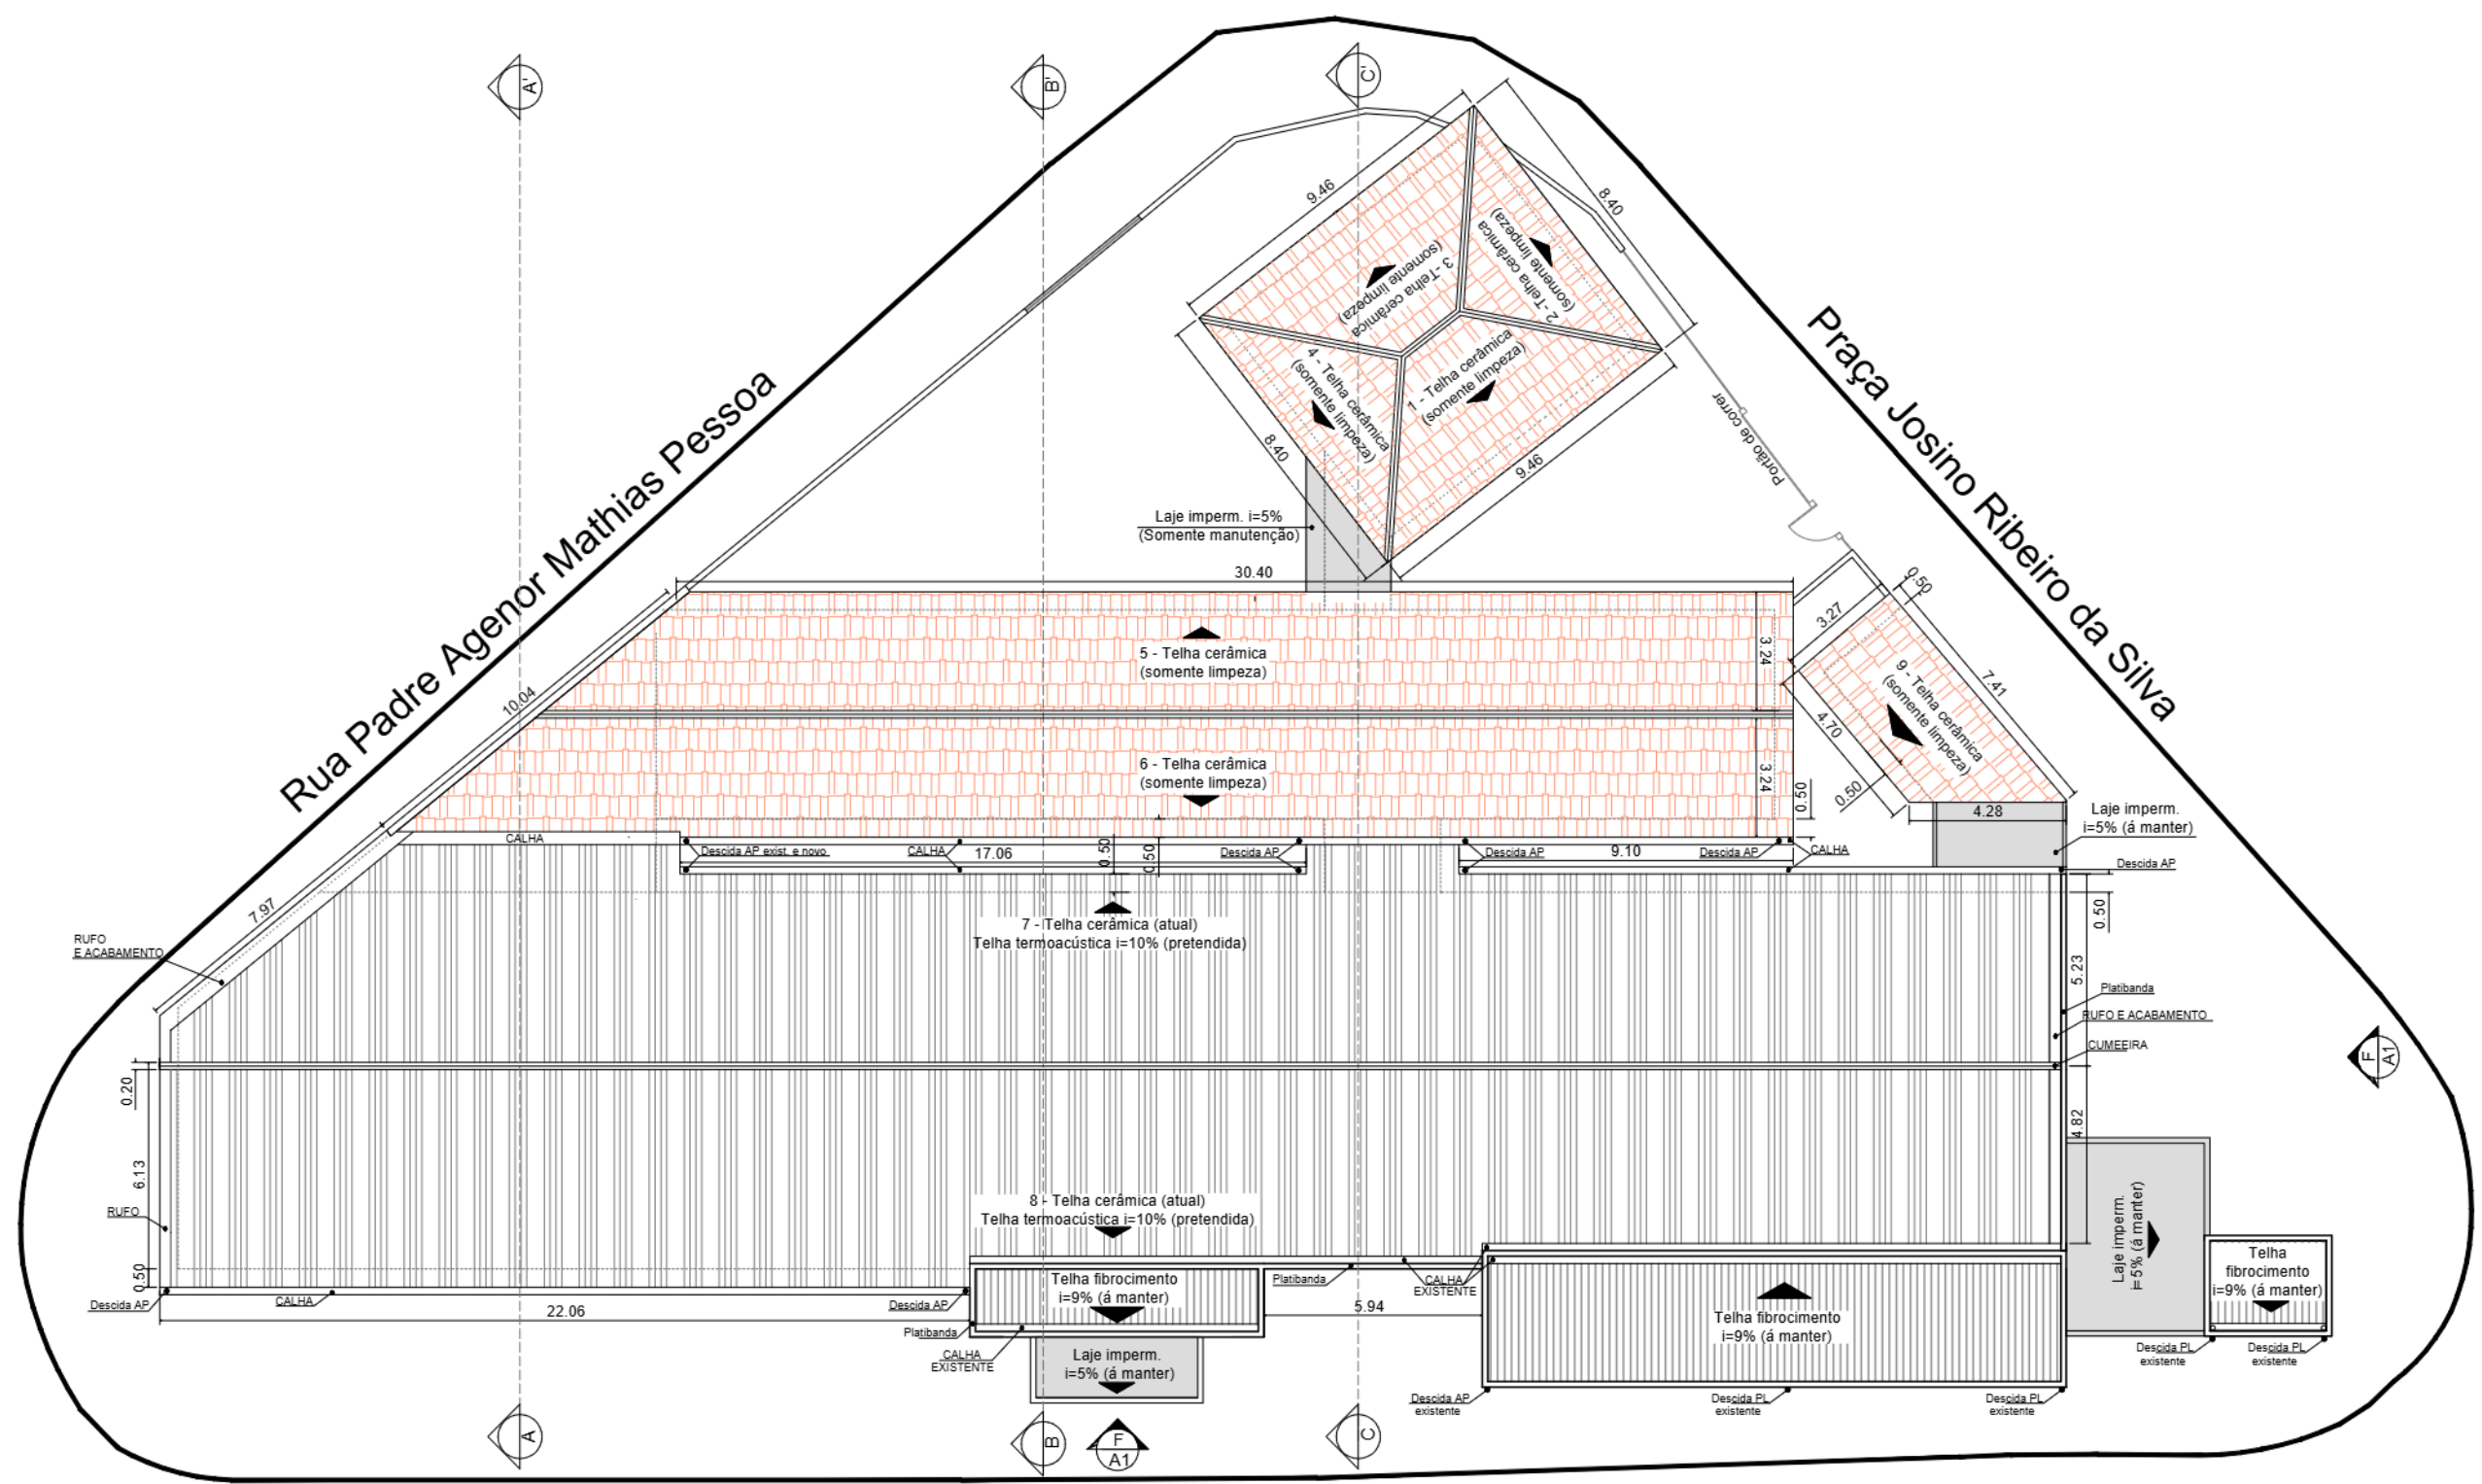 A'
B'
C'
Rua Padre Agenor Mathias Pessoa
Praça Josino Ribeiro da Silva
9.46
8.40
3 - Telha cerâmica
(somente limpeza)
2 - Telha cerâmica
(somente limpeza)
4 - Telha cerâmica
(somente limpeza)
1 - Telha cerâmica
(somente limpeza)
8.40
9.46
Portão de correr
Laje imperm. i=5%
(Somente manutenção)
30.40
10.04
5 - Telha cerâmica
(somente limpeza)
3.24
6 - Telha cerâmica
(somente limpeza)
3.24
0.50
3.27
0.50
7.41
9 - Telha cerâmica
(somente limpeza)
4.70
0.50
4.28
Laje imperm.
i=5% (á manter)
CALHA
Descida AP exist. e novo
CALHA
17.06
0.50
0.50
Descida AP
Descida AP
9.10
Descida AP
CALHA
Descida AP
7.97
RUFO
E ACABAMENTO
7 - Telha cerâmica (atual)
Telha termoacústica i=10% (pretendida)
0.50
5.23
Platibanda
RUFO E ACABAMENTO
CUMEEIRA
F
A1
0.20
4.82
6.13
RUFO
0.50
8 - Telha cerâmica (atual)
Telha termoacústica i=10% (pretendida)
Descida AP
CALHA
22.06
Descida AP
Platibanda
CALHA
EXISTENTE
Telha fibrocimento
i=9% (á manter)
Laje imperm.
i=5% (á manter)
Platibanda
CALHA
EXISTENTE
5.94
Telha fibrocimento
i=9% (á manter)
Laje imperm.
i=5% (á manter)
Telha
fibrocimento
i=9% (á manter)
Descida PL
existente
Descida PL
existente
Descida AP
existente
Descida PL
existente
Descida PL
existente
A
B
F
A1
C